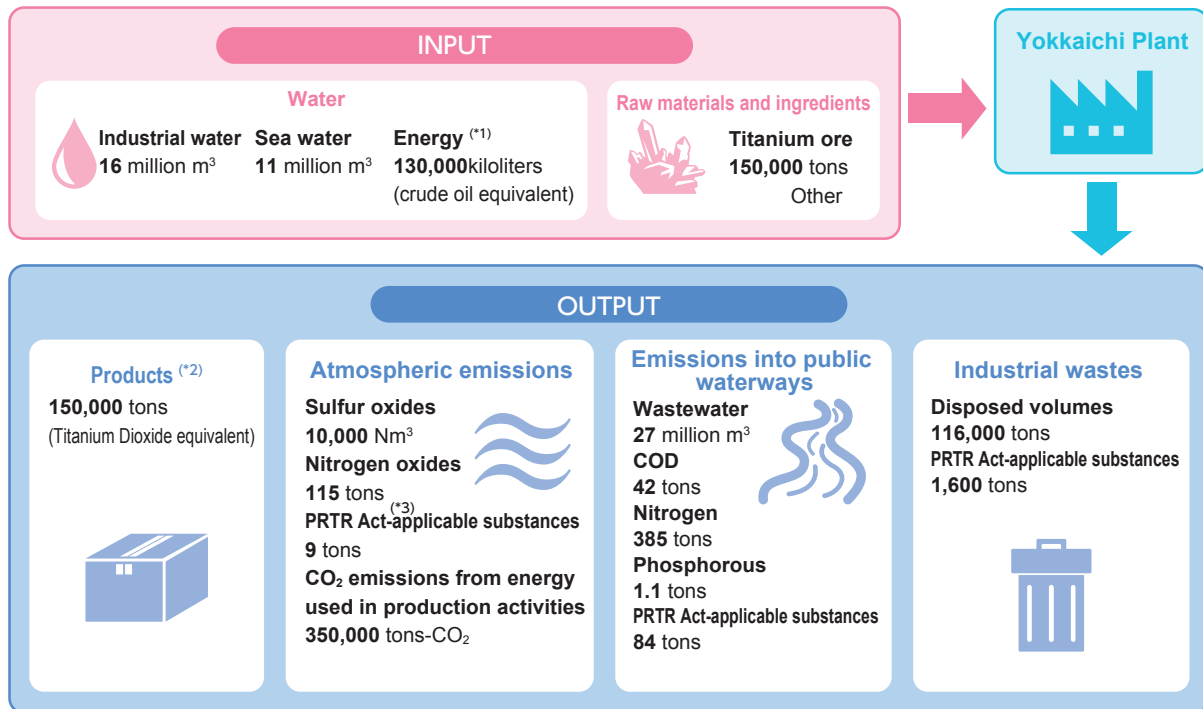 INPUT
Water
Industrial water
16 million m³
Sea water
11 million m³
Energy (*1)
130,000kiloliters
(crude oil equivalent)
Raw materials and ingredients
Titanium ore
150,000 tons
Other
Yokkaichi Plant
OUTPUT
Products (*2)
150,000 tons
(Titanium Dioxide equivalent)
Atmospheric emissions
Sulfur oxides
10,000 Nm³
Nitrogen oxides
115 tons
(*3)
PRTR Act-applicable substances
9 tons
CO₂ emissions from energy
used in production activities
350,000 tons-CO₂
Emissions into public
waterways
Wastewater
27 million m³
COD
42 tons
Nitrogen
385 tons
Phosphorous
1.1 tons
PRTR Act-applicable substances
84 tons
Industrial wastes
Disposed volumes
116,000 tons
PRTR Act-applicable substances
1,600 tons